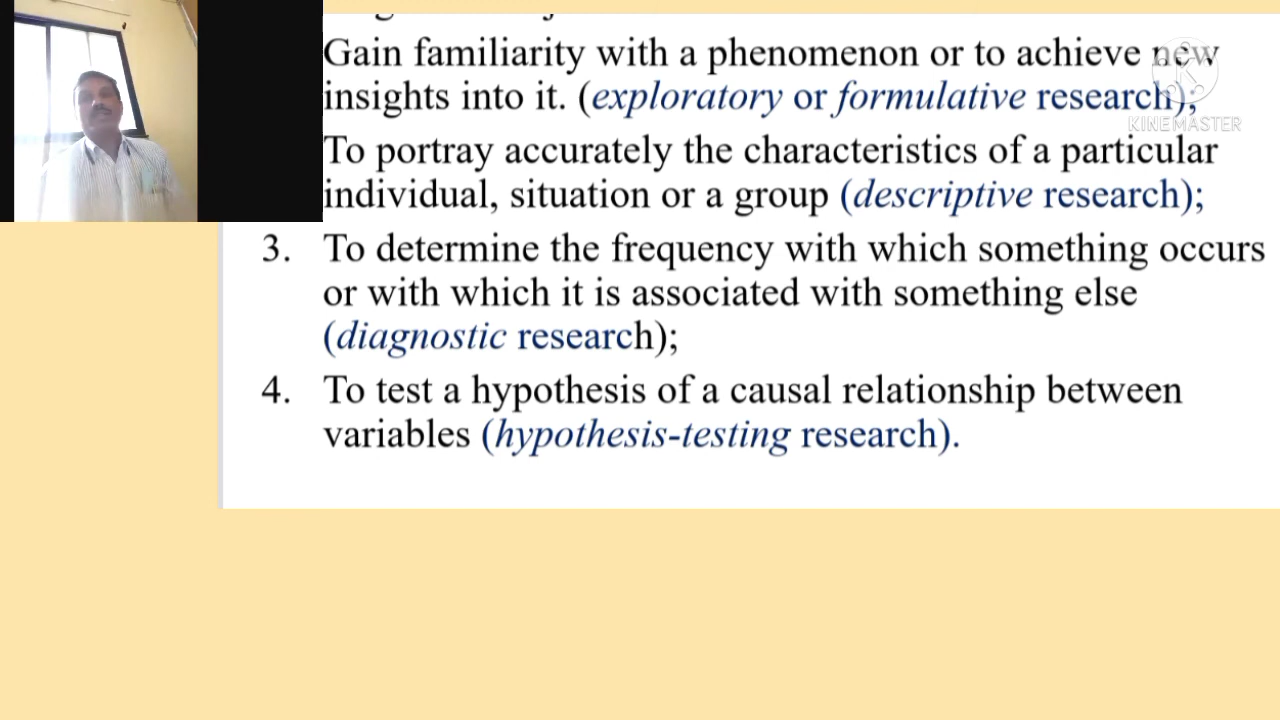 Gain familiarity with a phenomenon or to achieve new
insights into it. (exploratory or formulative research);
To portray accurately the characteristics of a particular
individual, situation or a group (descriptive research);
3. To determine the frequency with which something occurs
or with which it is associated with something else
(diagnostic research);
4. To test a hypothesis of a causal relationship between
variables (hypothesis-testing research).
KINEMASTER